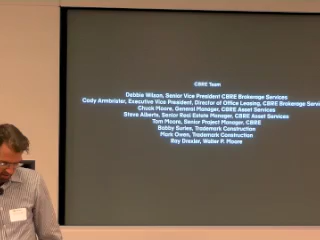 CBRE Team
Debbie Wilson, Senior Vice President CBRE Brokerage Services
Cody Armbrister, Executive Vice President, Director of Office Leasing, CBRE Brokerage Serv
Chuck Moore, General Manager, CBRE Asset Services
Steve Alberts, Senior Real Estate Manager, CBRE Asset Services
Tom Moore, Senior Project Manager, CBRE
Bobby Sories, Trademark Construction
Mark Owen, Trademark Construction
Ray Drexler, Walter P. Moore